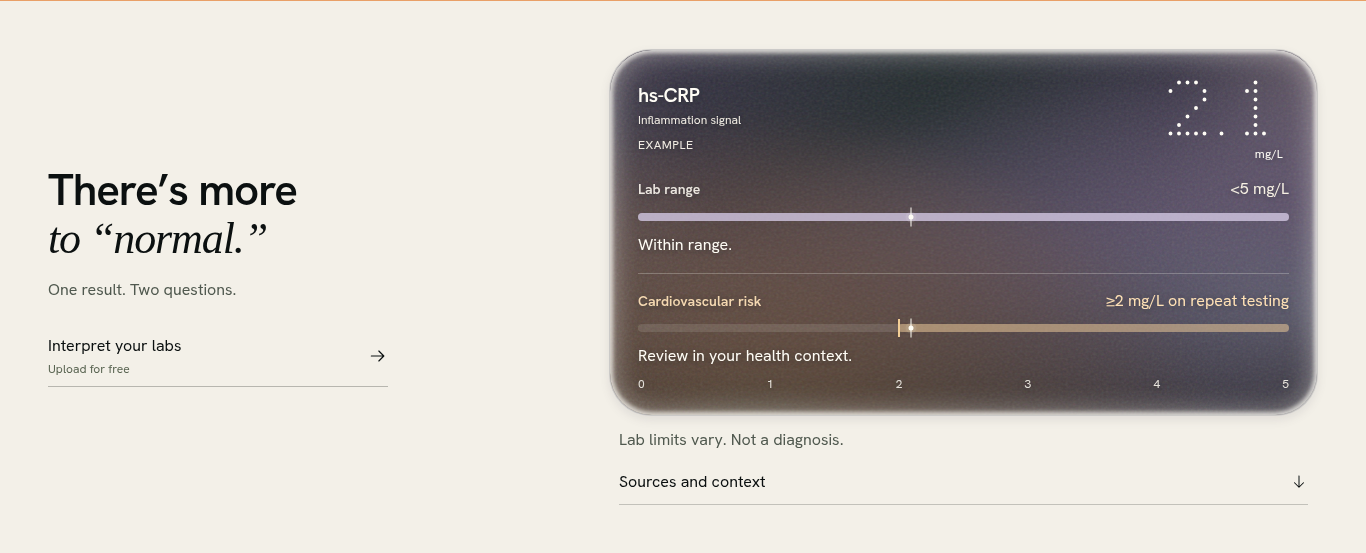 There’s more
to “normal.”
One result. Two questions.
Interpret your labs
Upload for free
hs-CRP
Inflammation signal
EXAMPLE
2.1
mg/L
Lab range
<5 mg/L
Within range.
Cardiovascular risk
≥2 mg/L on repeat testing
Review in your health context.
0 1 2 3 4 5
Lab limits vary. Not a diagnosis.
Sources and context